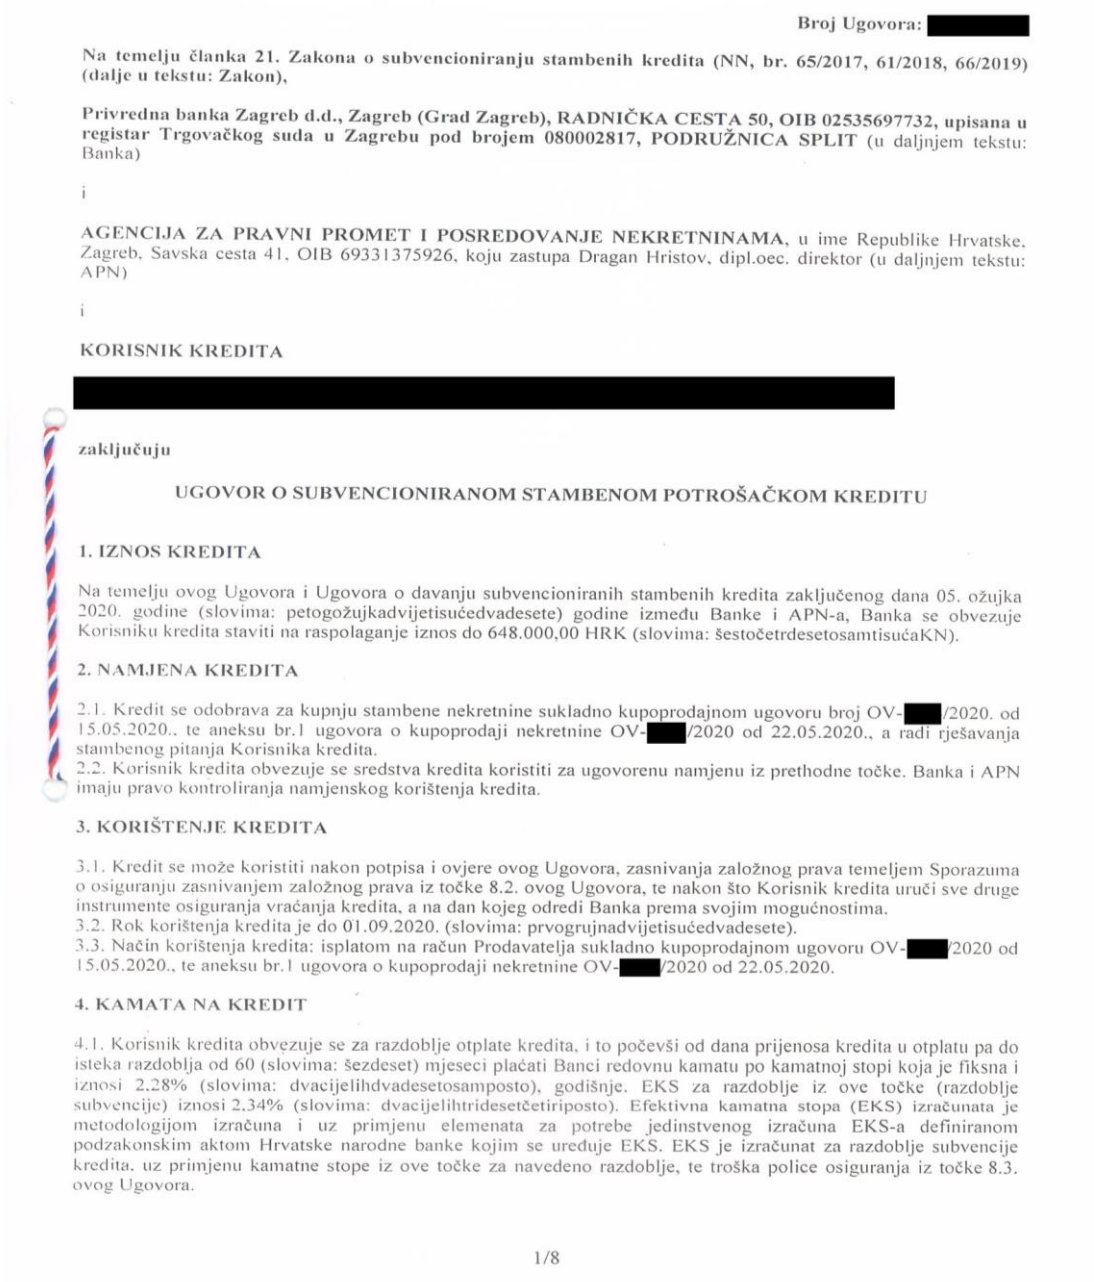 Broj Ugovora:
Na temelju članka 21. Zakona o subvencioniranju stambenih kredita (NN, br. 65/2017, 61/2018, 66/2019)
(dalje u tekstu: Zakon),
Privredna banka Zagreb d.d., Zagreb (Grad Zagreb), RADNIČKA CESTA 50, OIB 02535697732, upisana u
registar Trgovačkog suda u Zagrebu pod brojem 080002817, PODRUŽNICA SPLIT (u daljnjem tekstu:
Banka)
i
AGENCIJA ZA PRAVNI PROMET I POSREDOVANJE NEKRETNINAMA, u ime Republike Hrvatske.
Zagreb, Savska cesta 41, OIB 69331375926, koju zastupa Dragan Hristov, dipl.oec. direktor (u daljnjem tekstu:
APN)
i
KORISNIK KREDITA
zaključuju
UGOVOR O SUBVENCIONIRANOM STAMBENOM POTROŠAČKOM KREDITU
1. IZNOS KREDITA
Na temelju ovog Ugovora i Ugovora o davanju subvencioniranih stambenih kredita zaključenog dana 05. ožujka
2020. godine (slovima: petogožujkadvijetisućedvadesete) godine između Banke i APN-a, Banka se obvezuje
Korisniku kredita staviti na raspolaganje iznos do 648.000,00 HRK (slovima: šestočetrdesetosamtisućaKN).
2. NAMJENA KREDITA
2.1. Kredit se odobrava za kupnju stambene nekretnine sukladno kupoprodajnom ugovoru broj OV- /2020. od
15.05.2020.. te aneksu br.1 ugovora o kupoprodaji nekretnine OV- /2020 od 22.05.2020., a radi rješavanja
stambenog pitanja Korisnika kredita.
2.2. Korisnik kredita obvezuje se sredstva kredita koristiti za ugovorenu namjenu iz prethodne točke. Banka i APN
imaju pravo kontroliranja namjenskog korištenja kredita.
3. KORIŠTENJE KREDITA
3.1. Kredit se može koristiti nakon potpisa i ovjere ovog Ugovora, zasnivanja založnog prava temeljem Sporazuma
o osiguranju zasnivanjem založnog prava iz točke 8.2. ovog Ugovora, te nakon što Korisnik kredita uruči sve druge
instrumente osiguranja vraćanja kredita, a na dan kojeg odredi Banka prema svojim mogućnostima.
3.2. Rok korištenja kredita je do 01.09.2020. (slovima: prvogrujnadvijetisućedvadesete).
3.3. Način korištenja kredita: isplatom na račun Prodavatelja sukladno kupoprodajnom ugovoru OV- /2020 od
15.05.2020.. te aneksu br.1 ugovora o kupoprodaji nekretnine OV- /2020 od 22.05.2020.
4. KAMATA NA KREDIT
4.1. Korisnik kredita obvezuje se za razdoblje otplate kredita, i to počevši od dana prijenosa kredita u otplatu pa do
isteka razdoblja od 60 (slovima: šezdeset) mjeseci plaćati Banci redovnu kamatu po kamatnoj stopi koja je fiksna i
iznosi 2.28% (slovima: dvacijelihdvadesetosamposto), godišnje. EKS za razdoblje iz ove točke (razdoblje
subvencije) iznosi 2.34% (slovima: dvacijelihtridesetčetiriposto). Efektivna kamatna stopa (EKS) izračunata je
metodologijom izračuna i uz primjenu elemenata za potrebe jedinstvenog izračuna EKS-a definiranom
podzakonskim aktom Hrvatske narodne banke kojim se uređuje EKS. EKS je izračunat za razdoblje subvencije
kredita. uz primjenu kamatne stope iz ove točke za navedeno razdoblje, te troška police osiguranja iz točke 8.3.
ovog Ugovora.
1/8